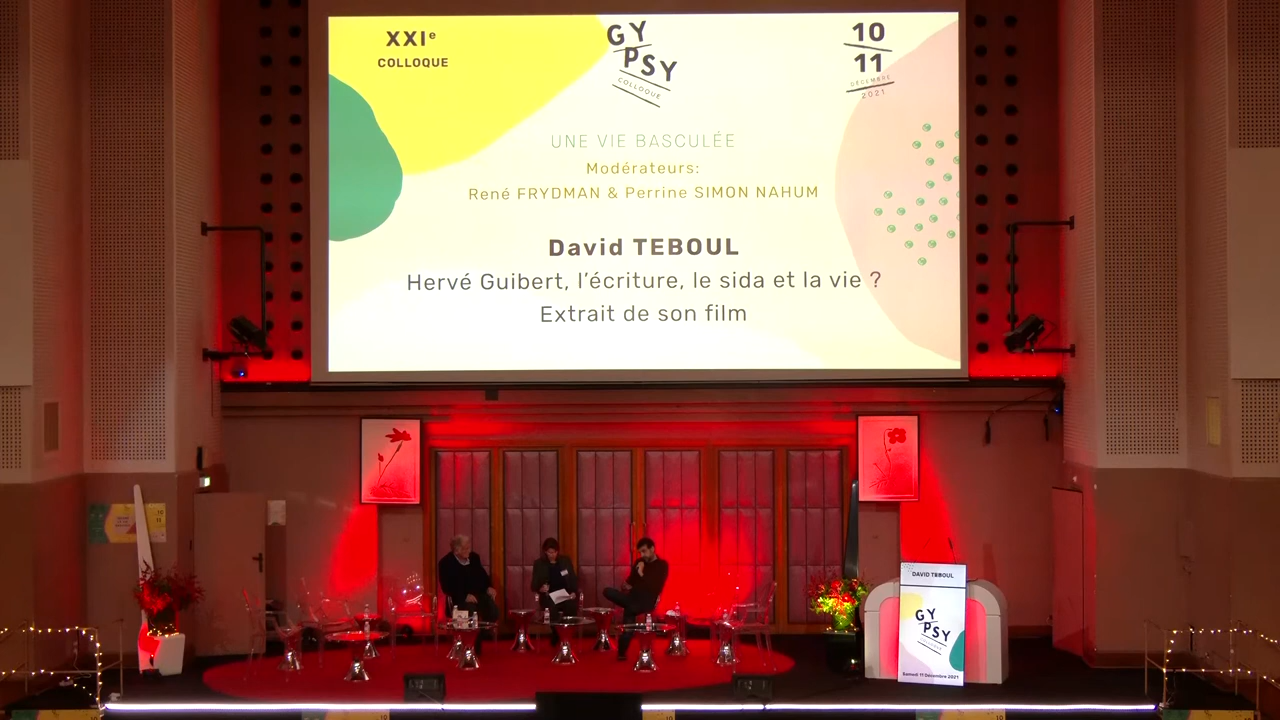 XXIᵉ
COLLOQUE
GY
PSY
COLLOQUE
10
11
DÉCEMBRE
2021
UNE VIE BASCULÉE
Modérateurs:
René FRYDMAN & Perrine SIMON NAHUM
David TEBOUL
Hervé Guibert, l'écriture, le sida et la vie ?
Extrait de son film
DAVID TEBOUL
GY
PSY
COLLOQUE
Samedi 11 Décembre 2021